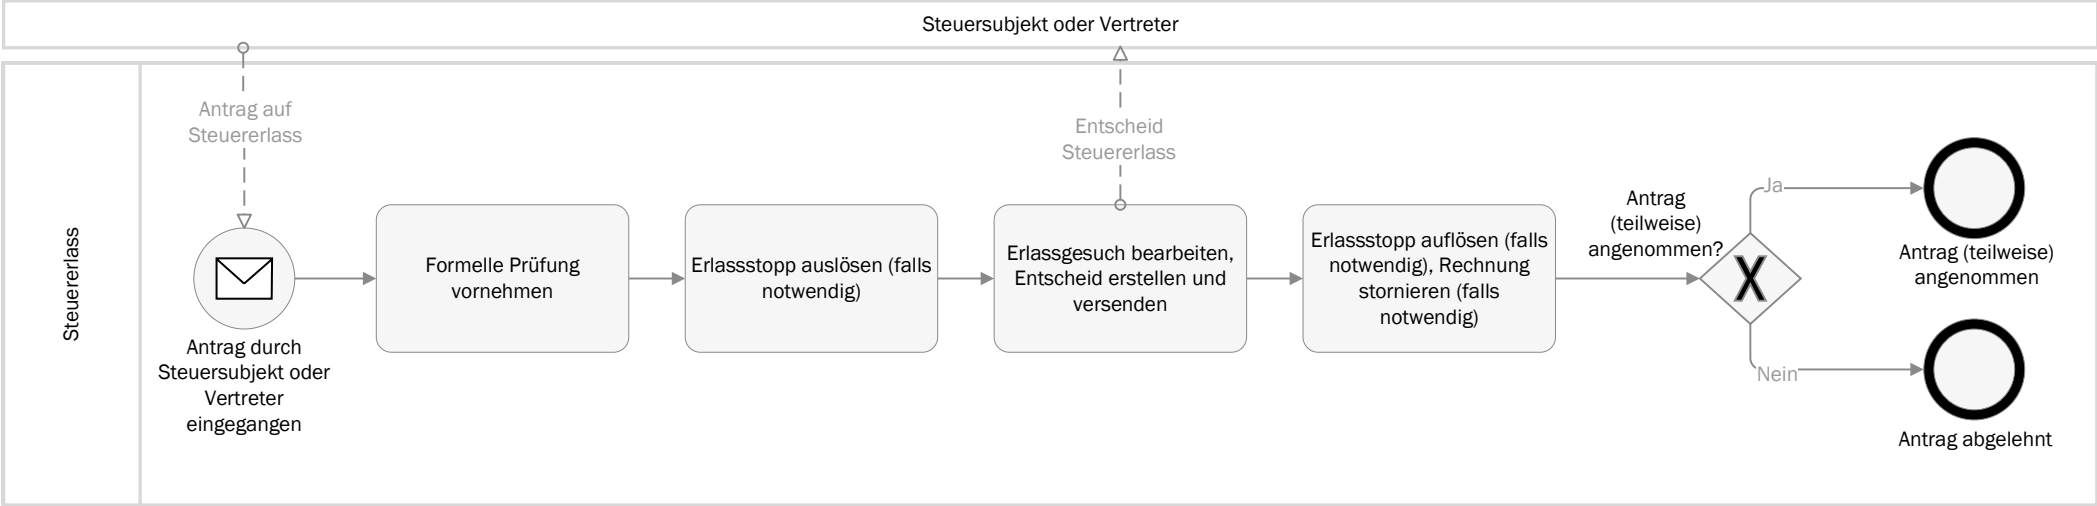 Steuersubjekt oder Vertreter
Steuererlass
Antrag auf
Steuererlass
Antrag durch
Steuersubjekt oder
Vertreter
eingegangen
Formelle Prüfung
vornehmen
Erlassstopp auslösen (falls
notwendig)
Entscheid
Steuererlass
Erlassgesuch bearbeiten,
Entscheid erstellen und
versenden
Erlassstopp auflösen (falls
notwendig), Rechnung
stornieren (falls
notwendig)
Antrag
(teilweise)
angenommen?
Ja
Antrag (teilweise)
angenommen
Nein
Antrag abgelehnt